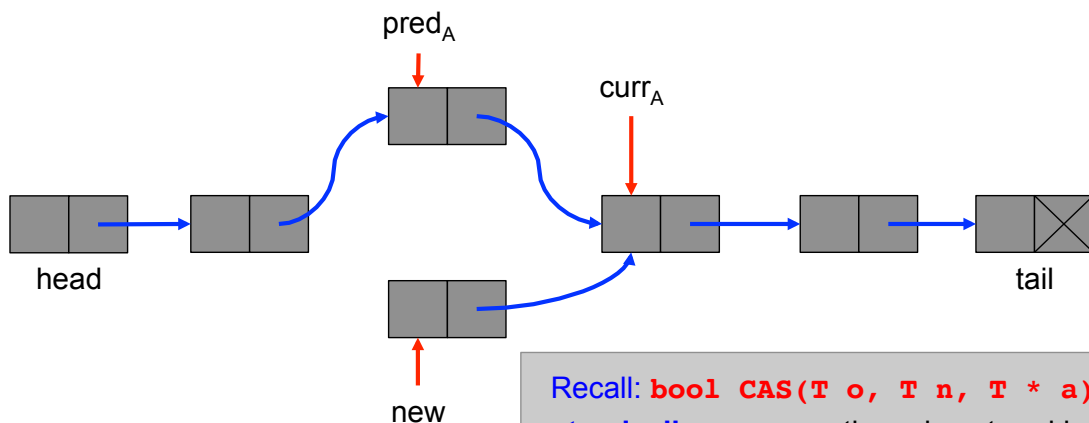 pred_A
curr_A
head
tail
new
Recall: bool CAS(T o, T n, T * a)